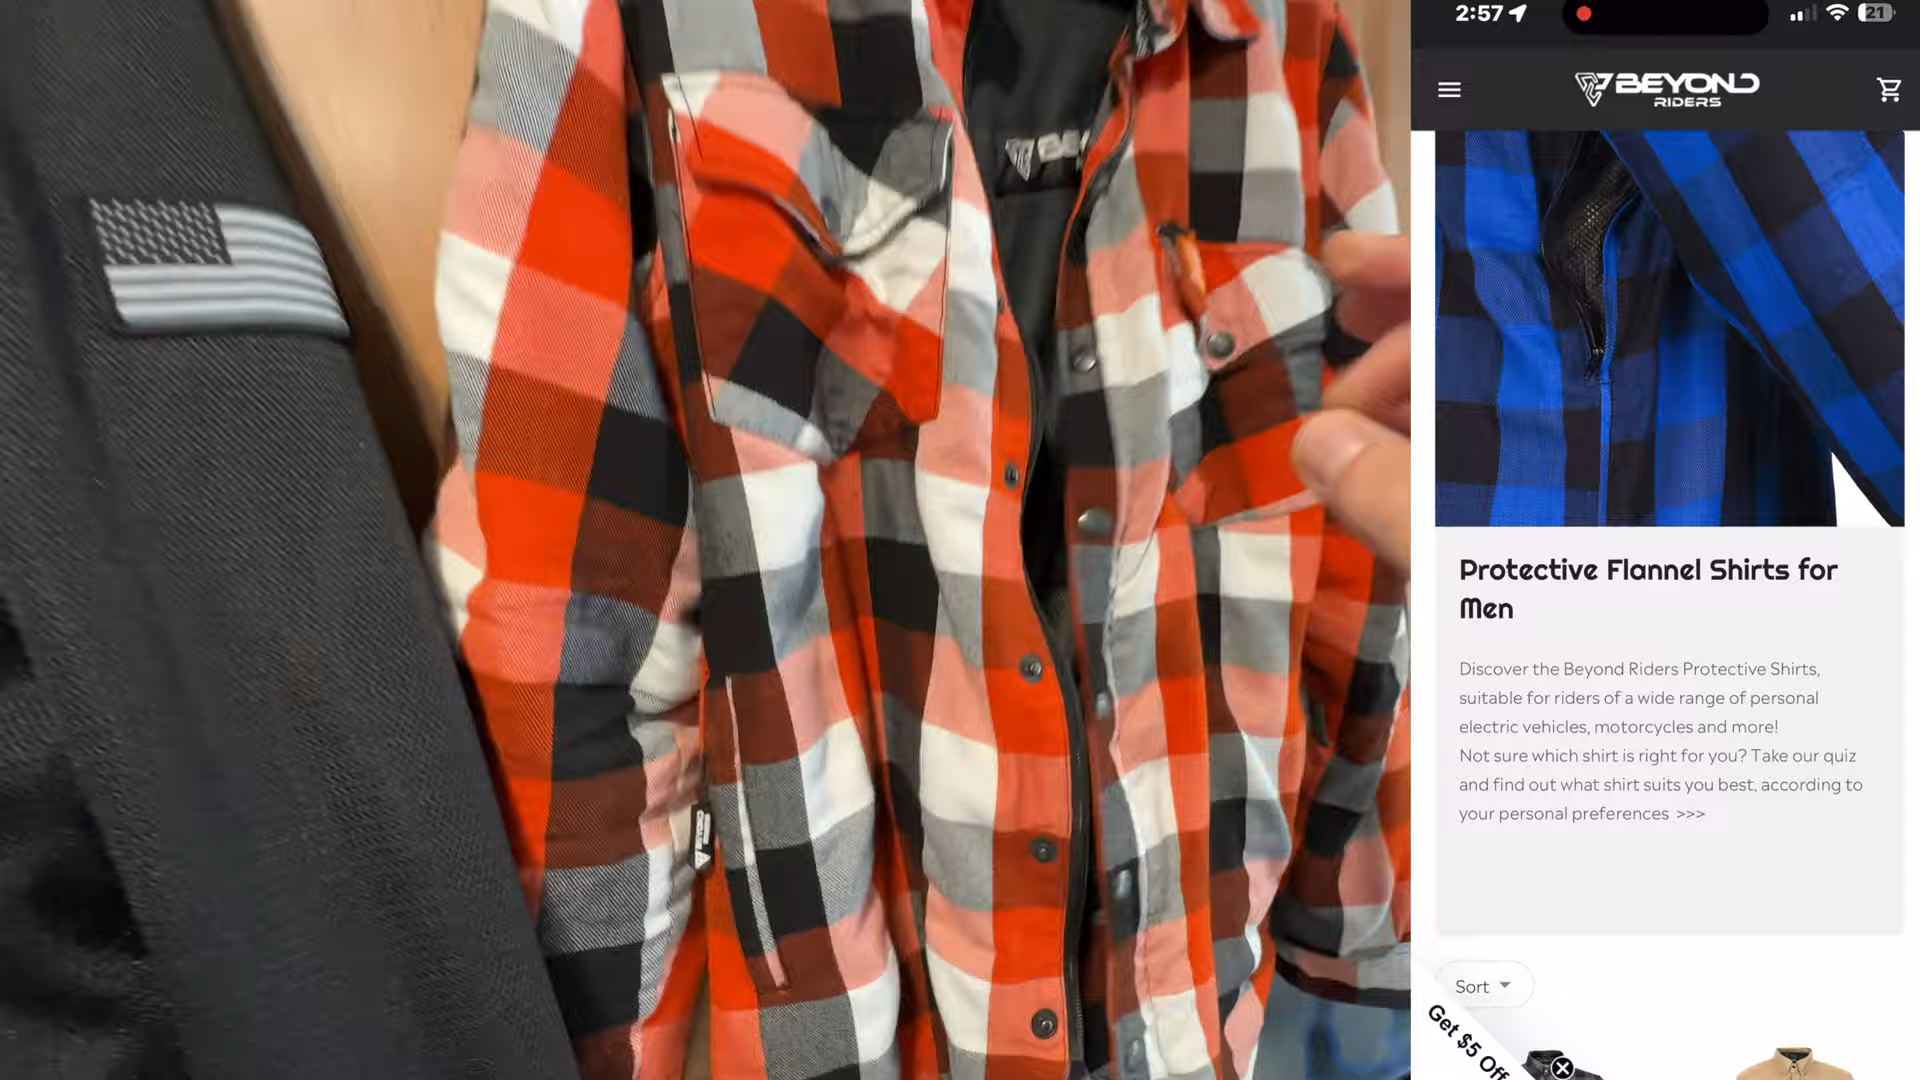 BEY
2:57
21
BEYOND
RIDERS
Protective Flannel Shirts for
Men
Discover the Beyond Riders Protective Shirts,
suitable for riders of a wide range of personal
electric vehicles, motorcycles and more!
Not sure which shirt is right for you? Take our quiz
and find out what shirt suits you best, according to
your personal preferences >>>
Sort
Get $5 Off